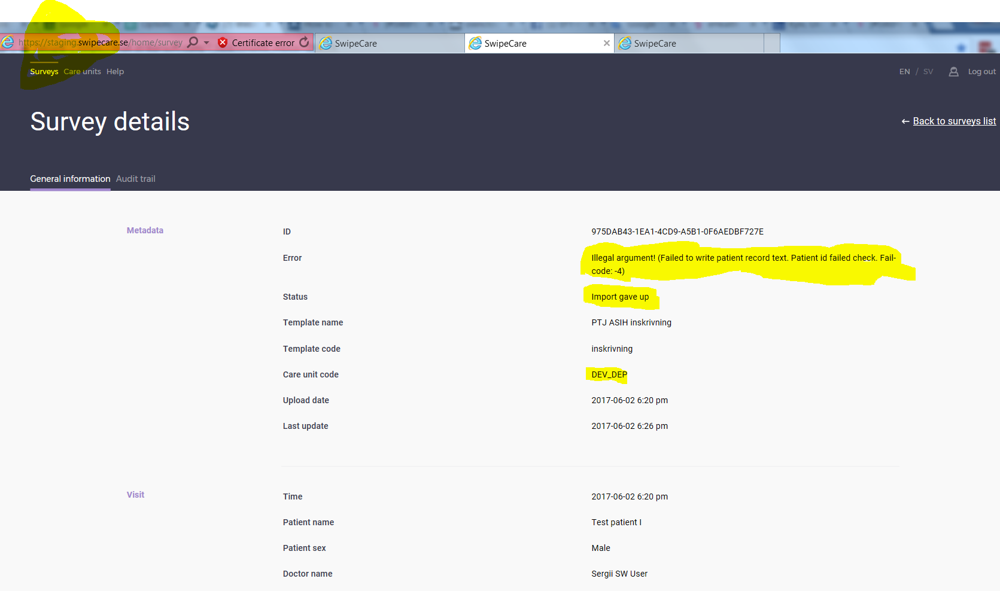 https://staging.swipecare.se/home/survey Certificate error SwipeCare SwipeCare SwipeCare
Surveys Care units Help EN / SV Log out
Survey details
← Back to surveys list
General information Audit trail
Metadata
ID 975DAB43-1EA1-4CD9-A5B1-0F6AEDBF727E
Error Illegal argument! (Failed to write patient record text. Patient id failed check. Fail-
code: -4)
Status Import gave up
Template name PTJ ASIH inskrivning
Template code inskrivning
Care unit code DEV_DEP
Upload date 2017-06-02 6:20 pm
Last update 2017-06-02 6:26 pm
Visit
Time 2017-06-02 6:20 pm
Patient name Test patient I
Patient sex Male
Doctor name Sergii SW User